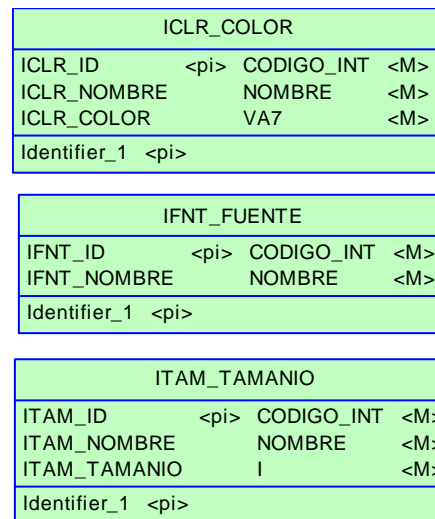 ICLR_COLOR
ICLR_ID <pi> CODIGO_INT <M>
ICLR_NOMBRE NOMBRE <M>
ICLR_COLOR VA7 <M>
Identifier_1 <pi>
IFNT_FUENTE
IFNT_ID <pi> CODIGO_INT <M>
IFNT_NOMBRE NOMBRE <M>
Identifier_1 <pi>
ITAM_TAMANIO
ITAM_ID <pi> CODIGO_INT <M>
ITAM_NOMBRE NOMBRE <M>
ITAM_TAMANIO I <M>
Identifier_1 <pi>